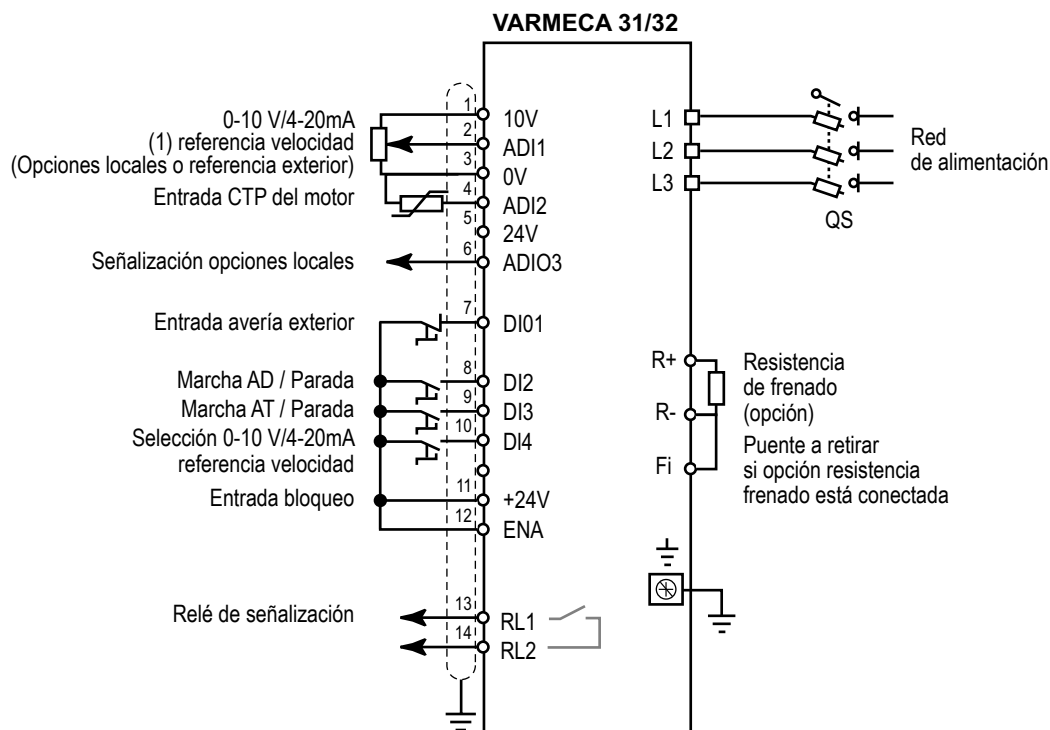 VARMECA 31/32
0-10 V/4-20mA
(1) referencia velocidad
(Opciones locales o referencia exterior)
Entrada CTP del motor
Señalización opciones locales
Entrada avería exterior
Marcha AD / Parada
Marcha AT / Parada
Selección 0-10 V/4-20mA
referencia velocidad
Entrada bloqueo
Relé de señalización
1
2
3
4
5
6
7
8
9
10
11
12
13
14
10V
ADI1
0V
ADI2
24V
ADIO3
DI01
DI2
DI3
DI4
+24V
ENA
RL1
RL2
L1
L2
L3
QS
Red
de alimentación
R+
R-
Fi
Resistencia
de frenado
(opción)
Puente a retirar
si opción resistencia
frenado está conectada